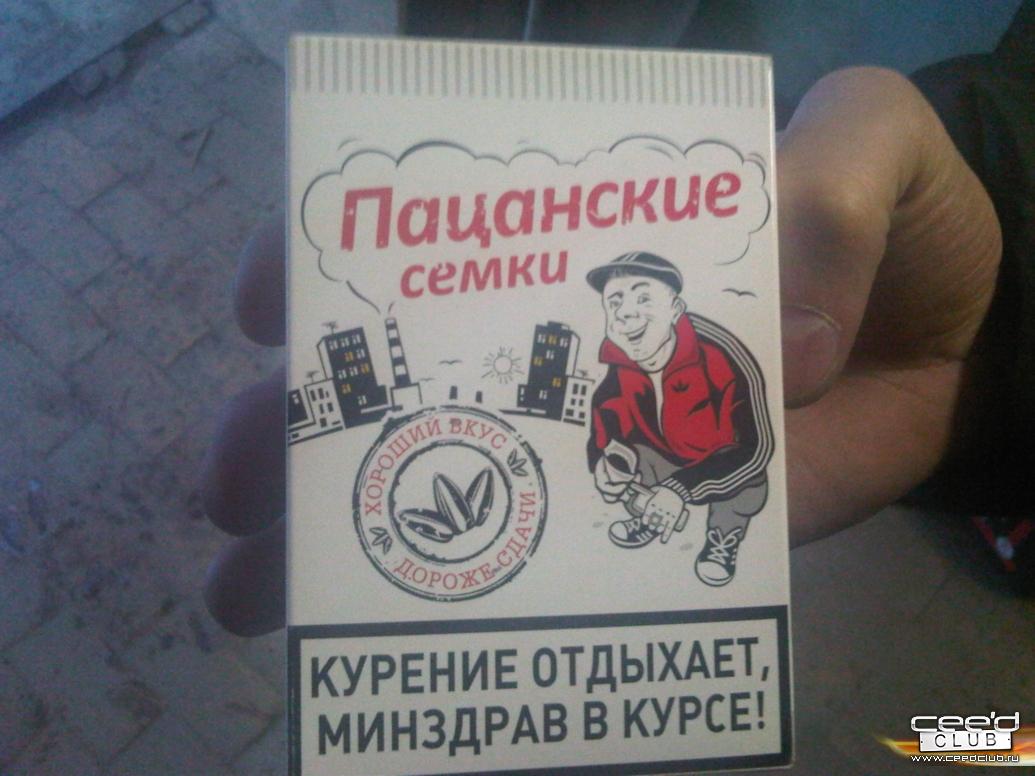 Пацанские
семки
ХОРОШИЙ ВКУС
ДОРОЖЕ СДАЧИ
КУРЕНИЕ ОТДЫХАЕТ,
МИНЗДРАВ В КУРСЕ!
cee'd
CLUB
www.ceedclub.ru